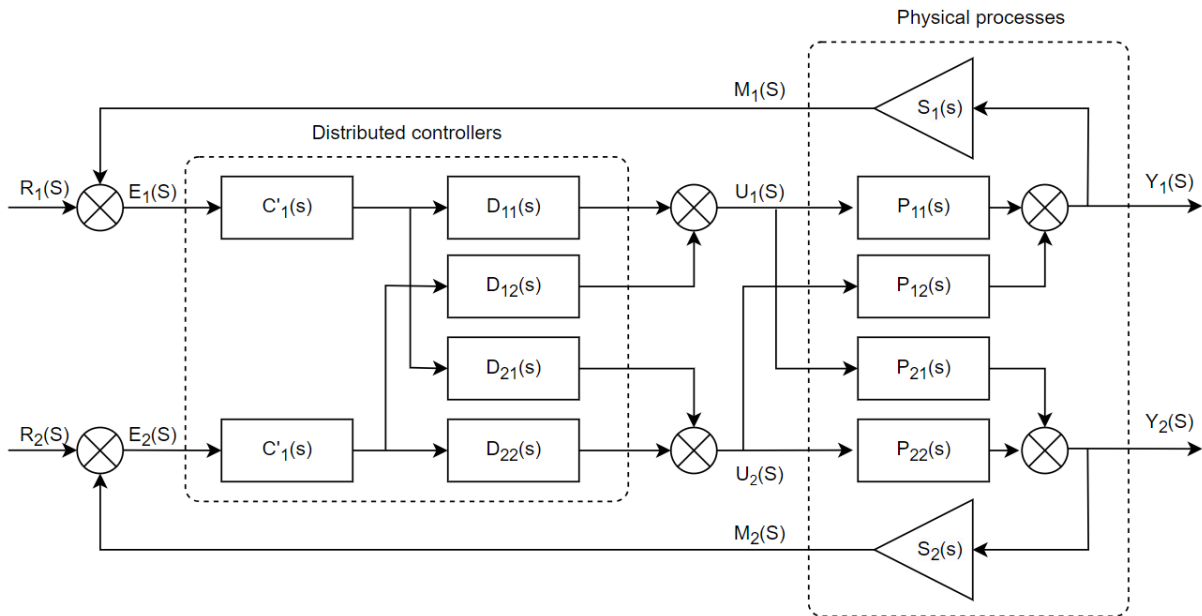 Physical processes
M1(S)
S1(s)
Distributed controllers
R1(S)
E1(S)
C'1(s)
D11(s)
U1(S)
P11(s)
Y1(S)
D12(s)
P12(s)
D21(s)
P21(s)
R2(S)
E2(S)
C'1(s)
D22(s)
U2(S)
P22(s)
Y2(S)
M2(S)
S2(s)